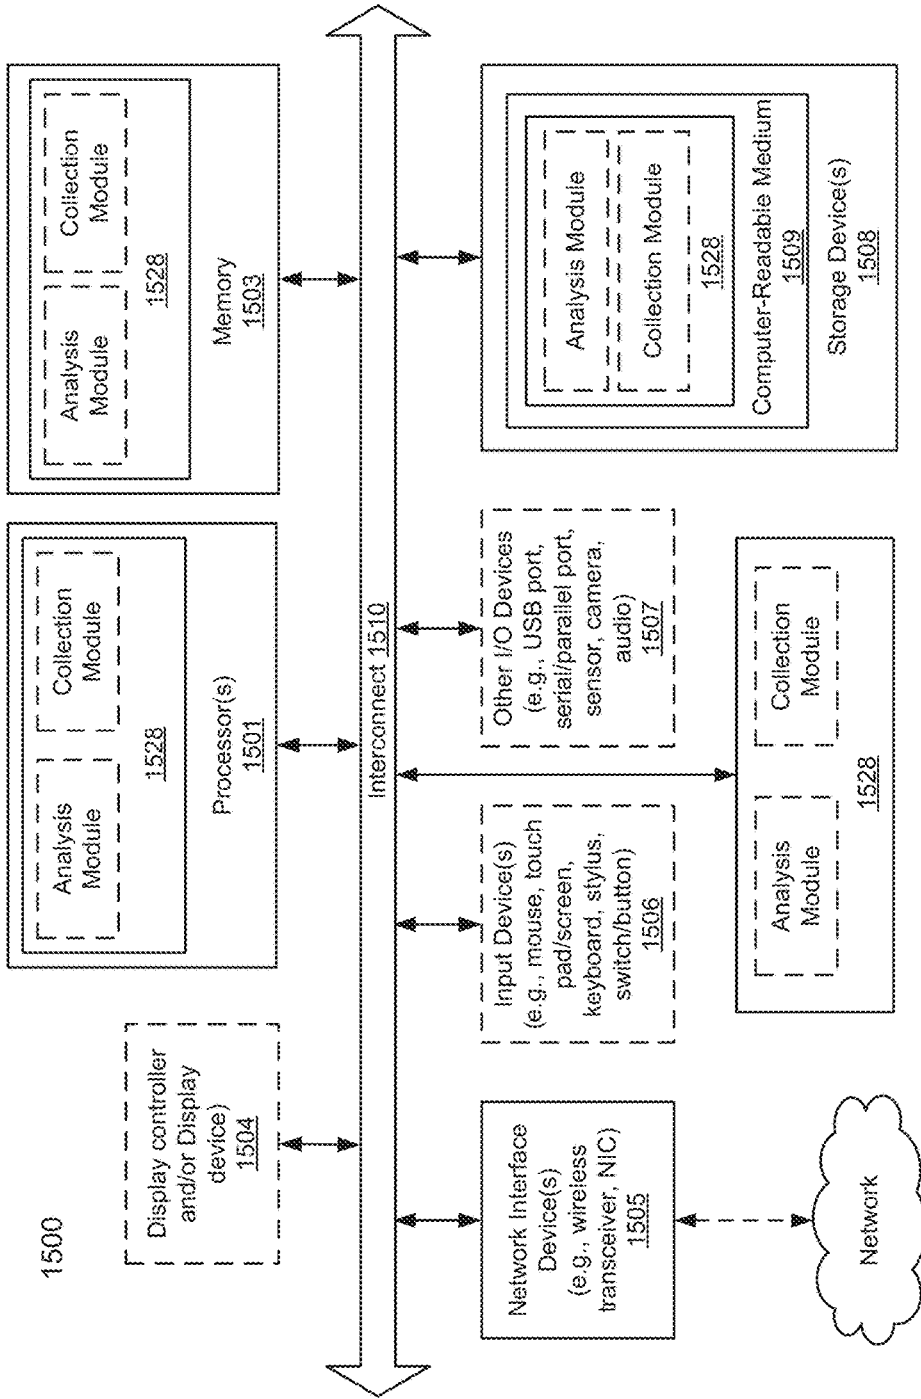 1500
Display controller
and/or Display
device)
1504
Analysis
Module
Collection
Module
1528
Processor(s)
1501
Analysis
Module
Collection
Module
1528
Memory
1503
Interconnect 1510
Network Interface
Device(s)
(e.g., wireless
transceiver, NIC)
1505
Input Device(s)
(e.g., mouse, touch
pad/screen,
keyboard, stylus,
switch/button)
1506
Other I/O Devices
(e.g., USB port,
serial/parallel port,
sensor, camera,
audio)
1507
Analysis Module
Collection Module
1528
Computer-Readable Medium
1509
Storage Device(s)
1508
Network
Analysis
Module
Collection
Module
1528